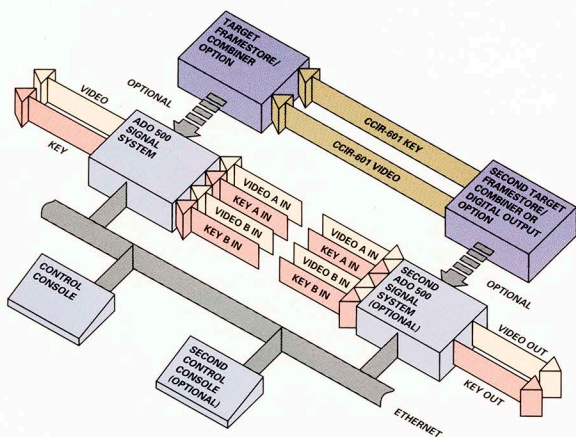 TARGET
FRAMESTORE/
COMBINER
OPTION
OPTIONAL
VIDEO
KEY
ADO 500
SIGNAL
SYSTEM
CCIR-601 KEY
CCIR-601 VIDEO
SECOND TARGET
FRAMESTORE/
COMBINER OR
DIGITAL OUTPUT
OPTION
VIDEO A IN
KEY A IN
VIDEO B IN
KEY B IN
VIDEO A IN
KEY A IN
VIDEO B IN
KEY B IN
SECOND
ADO 500
SIGNAL
SYSTEM
(OPTIONAL)
OPTIONAL
CONTROL
CONSOLE
SECOND
CONTROL
CONSOLE
(OPTIONAL)
VIDEO OUT
KEY OUT
ETHERNET